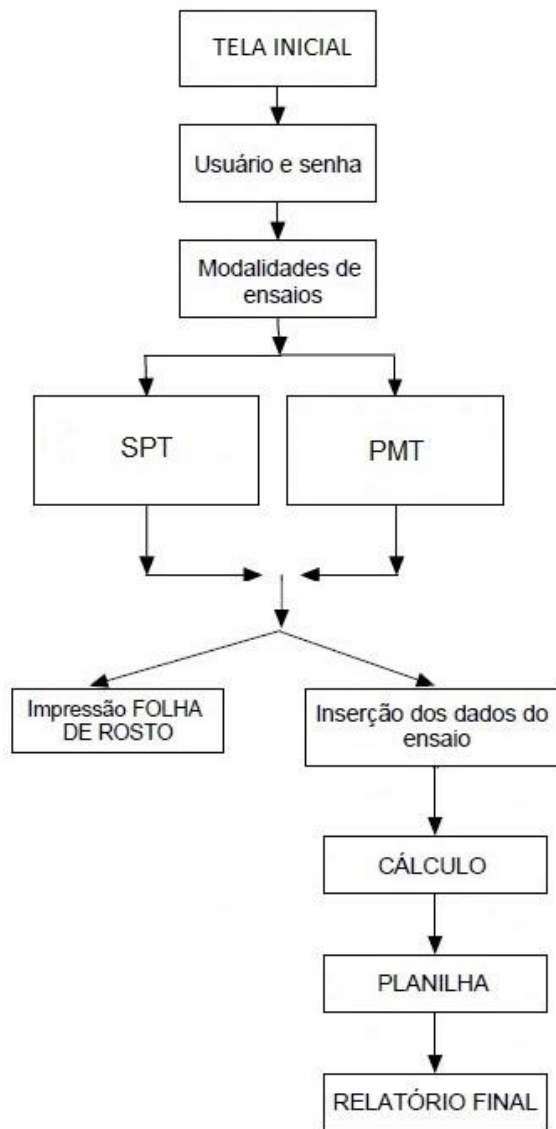 TELA INICIAL
Usuário e senha
Modalidades de
ensaios
SPT
PMT
Impressão FOLHA
DE ROSTO
Inserção dos dados do
ensaio
CÁLCULO
PLANILHA
RELATÓRIO FINAL